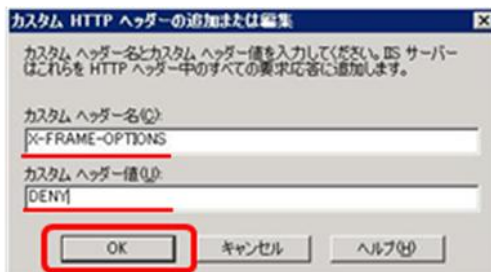 カスタム HTTP ヘッダーの追加または編集
カスタム ヘッダー名とカスタム ヘッダー値を入力してください。IIS サーバー
はこれらを HTTP ヘッダー中のすべての要求応答に追加します。
カスタム ヘッダー名(C):
X-FRAME-OPTIONS
カスタム ヘッダー値(U):
DENY
OK
キャンセル
ヘルプ(H)